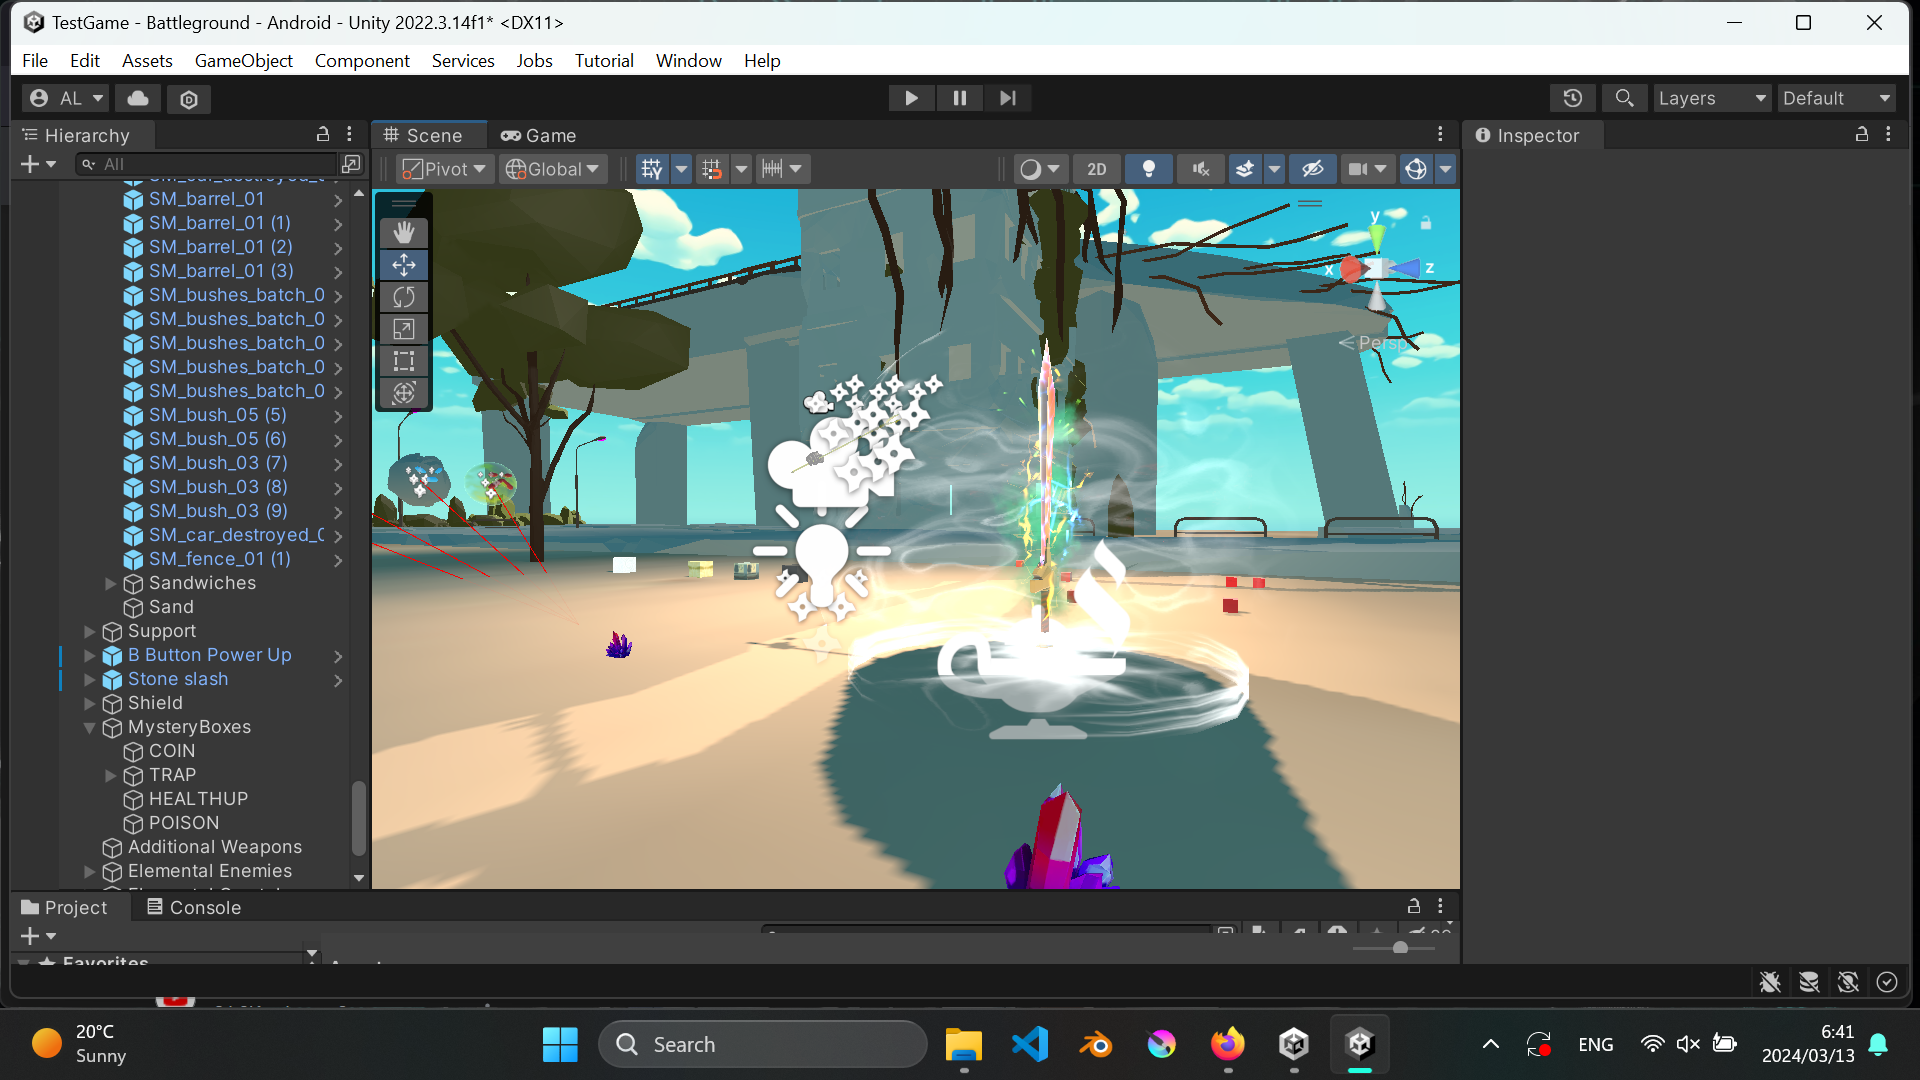 TestGame - Battleground - Android - Unity 2022.3.14f1* <DX11>
File Edit Assets GameObject Component Services Jobs Tutorial Window Help
AL
Layers Default
Hierarchy
Scene Game
Inspector
All
Pivot Global 2D
SM_barrel_01
SM_barrel_01 (1)
SM_barrel_01 (2)
SM_barrel_01 (3)
SM_bushes_batch_0
SM_bushes_batch_0
SM_bushes_batch_0
SM_bushes_batch_0
SM_bushes_batch_0
SM_bush_05 (5)
SM_bush_05 (6)
SM_bush_03 (7)
SM_bush_03 (8)
SM_bush_03 (9)
SM_car_destroyed_0
SM_fence_01 (1)
Sandwiches
Sand
Support
B Button Power Up
Stone slash
Shield
MysteryBoxes
COIN
TRAP
HEALTHUP
POISON
Additional Weapons
Elemental Enemies
y
x z
Persp
Project Console
Favorites
20°C
Sunny
Search
ENG
6:41
2024/03/13